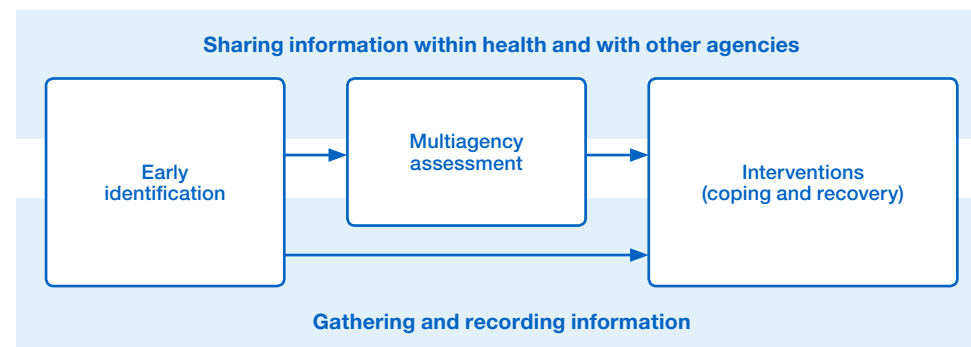 Sharing information within health and with other agencies
Early
identification
Multiagency
assessment
Interventions
(coping and recovery)
Gathering and recording information